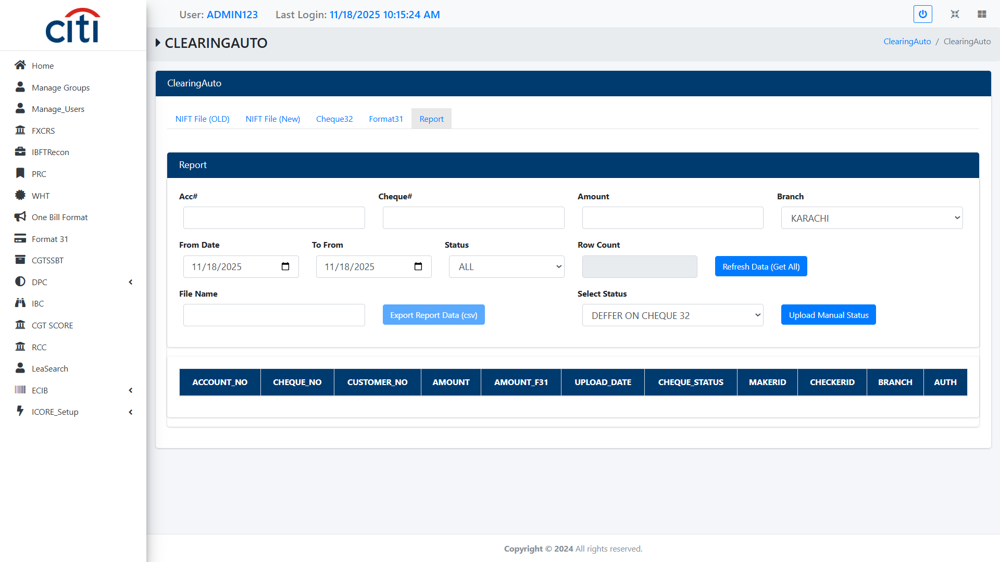 citi
User: ADMIN123 Last Login: 11/18/2025 10:15:24 AM
CLEARINGAUTO
ClearingAuto / ClearingAuto
Home
Manage Groups
Manage_Users
FXCRS
IBFTRecon
PRC
WHT
One Bill Format
Format 31
CGTSSBT
DPC
IBC
CGT SCORE
RCC
LeaSearch
ECIB
ICORE_Setup
ClearingAuto
NIFT File (OLD) NIFT File (New) Cheque32 Format31 Report
Report
Acc# Cheque# Amount Branch
KARACHI
From Date To From Status Row Count
11/18/2025 11/18/2025 ALL Refresh Data (Get All)
File Name Select Status
Export Report Data (csv) DEFFER ON CHEQUE 32 Upload Manual Status
ACCOUNT_NO CHEQUE_NO CUSTOMER_NO AMOUNT AMOUNT_F31 UPLOAD_DATE CHEQUE_STATUS MAKERID CHECKERID BRANCH AUTH
Copyright © 2024 All rights reserved.